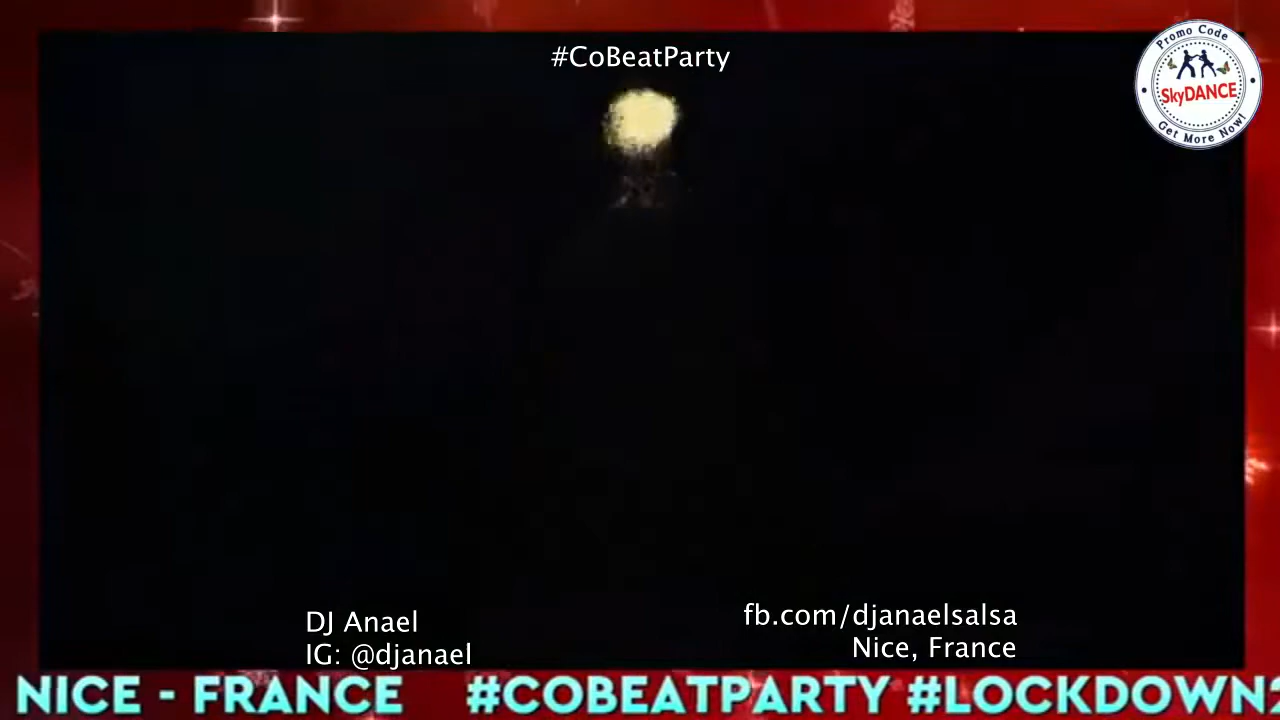 #CoBeatParty
Promo Code
SkyDANCE
Get More Now!
DJ Anael
IG: @djanael
fb.com/djanaelsalsa
Nice, France
NICE - FRANCE #COBEATPARTY #LOCKDOWN2